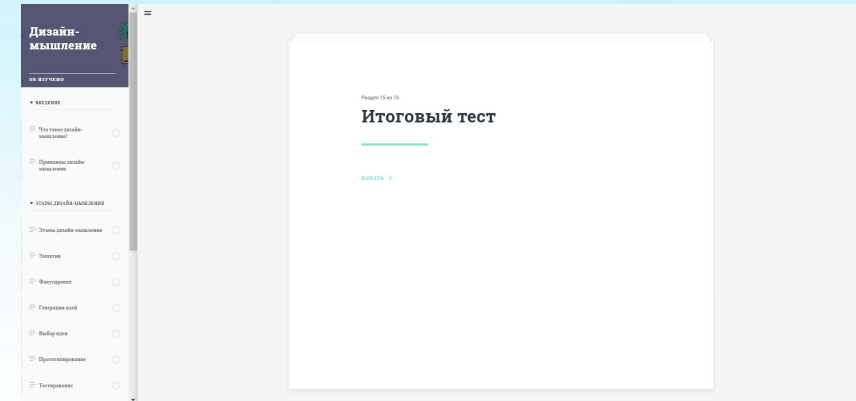 Дизайн-
мышление
0% ИЗУЧЕНО
ВВЕДЕНИЕ
Что такое дизайн-
мышление?
Принципы дизайн-
мышления
ЭТАПЫ ДИЗАЙН-МЫШЛЕНИЯ
Этапы дизайн-мышления
Эмпатия
Фокусировка
Генерация идей
Выбор идеи
Прототипирование
Тестирование
Раздел 16 из 16
Итоговый тест
НАЧАТЬ